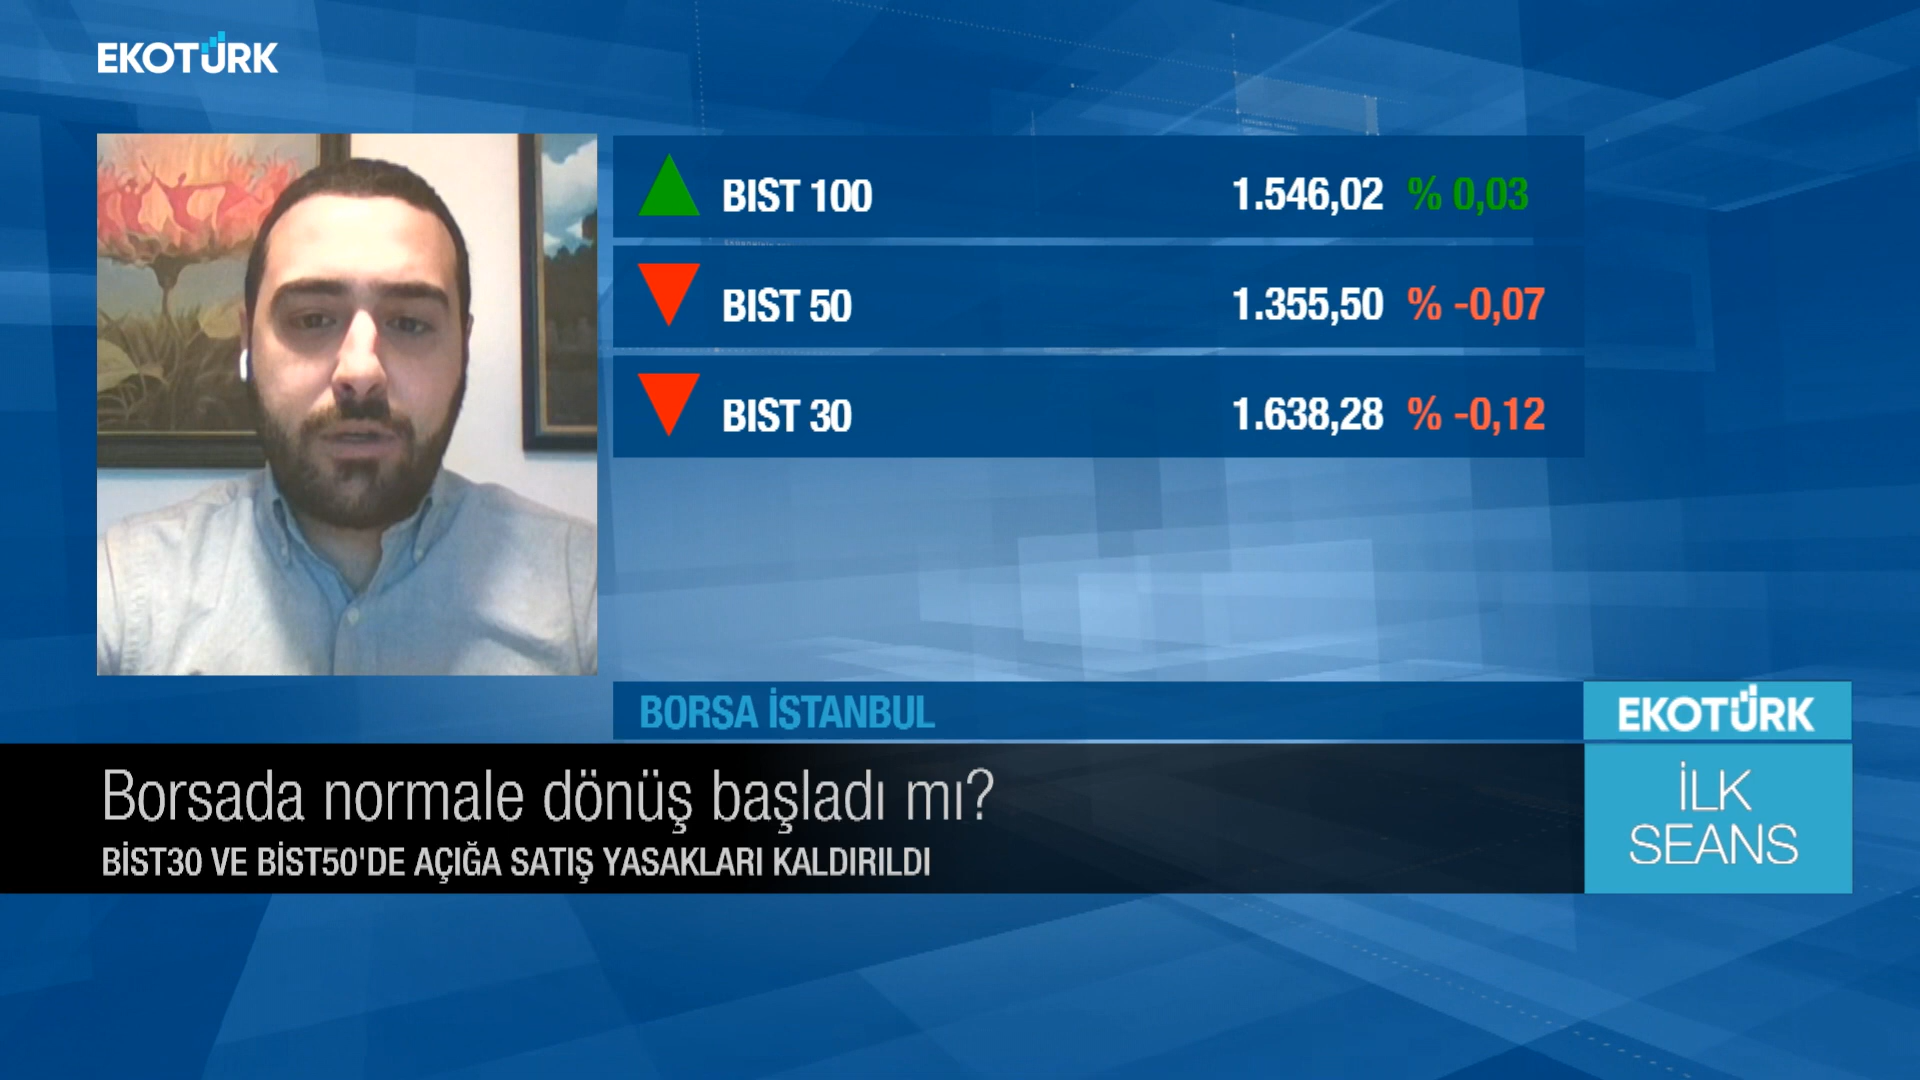 EKOTÜRK
BIST 100 1.546,02 % 0,03
BIST 50 1.355,50 % -0,07
BIST 30 1.638,28 % -0,12
BORSA İSTANBUL
EKOTÜRK
Borsada normale dönüş başladı mı?
BİST30 VE BİST50'DE AÇIĞA SATIŞ YASAKLARI KALDIRILDI
İLK
SEANS